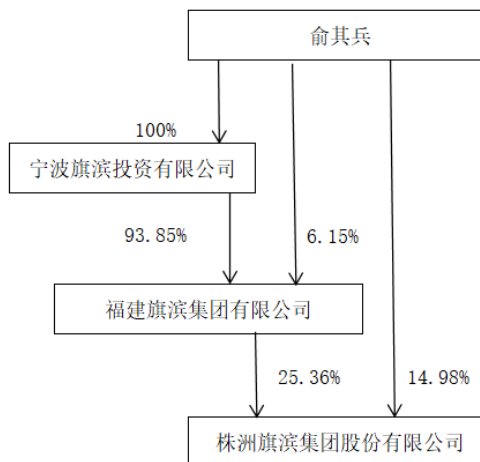 俞其兵
100%
宁波旗滨投资有限公司
93.85%
6.15%
福建旗滨集团有限公司
25.36%
14.98%
株洲旗滨集团股份有限公司